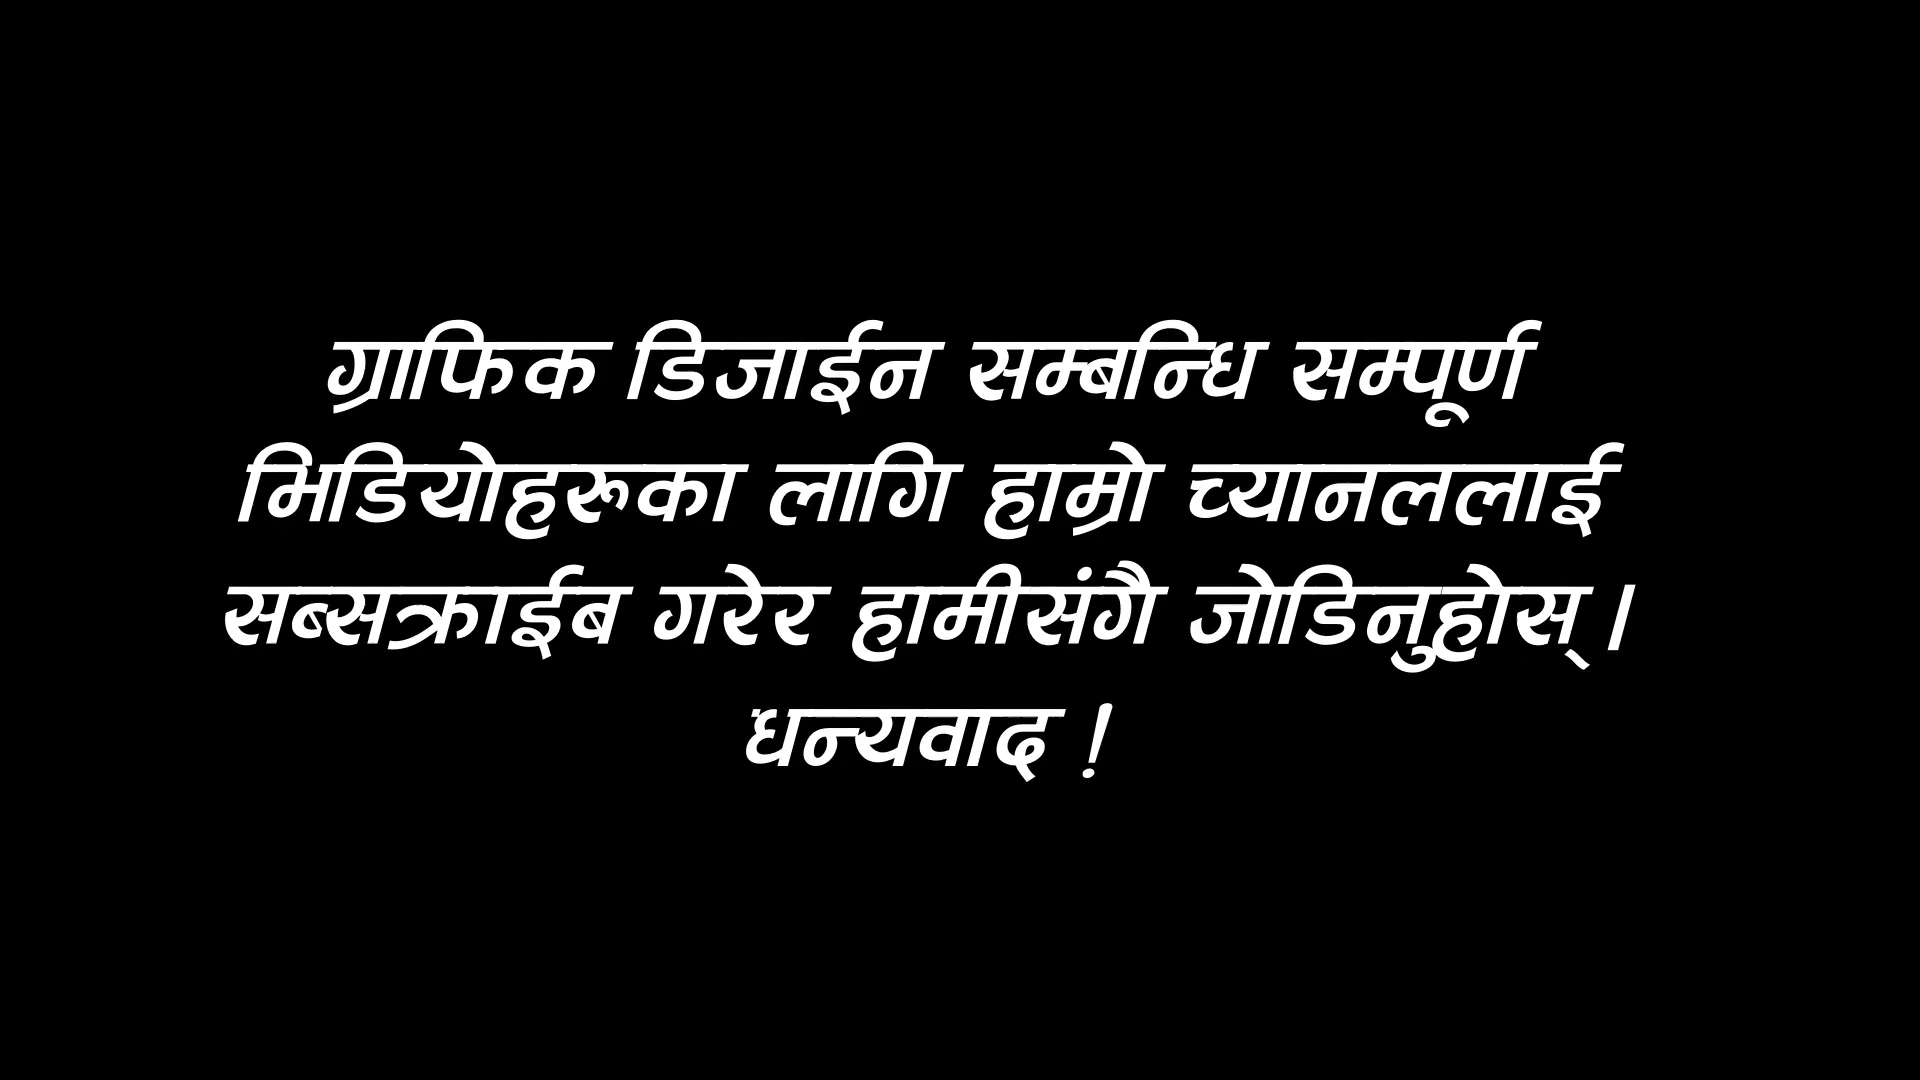 ग्राफिक डिजाईन सम्बन्धि सम्पूर्ण
भिडियोहरूका लागि हाम्रो च्यानललाई
सब्सक्राईब गरेर हामीसंगै जोडिनुहोस् ।
धन्यवाद !